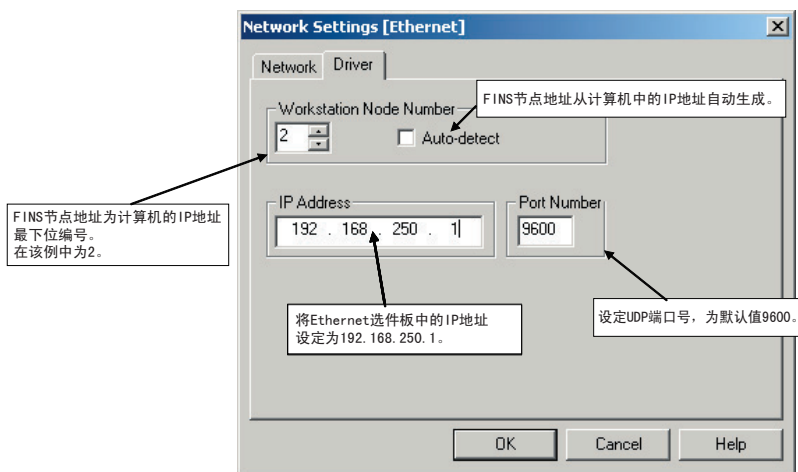 Network Settings [Ethernet]
Network
Driver
FINS节点地址从计算机中的IP地址自动生成。
Workstation Node Number
2
Auto-detect
FINS节点地址为计算机的IP地址
最下位编号。
在该例中为2。
IP Address
192 . 168 . 250 . 1
Port Number
9600
将Ethernet选件板中的IP地址
设定为192.168.250.1。
设定UDP端口号，为默认值9600。
OK
Cancel
Help